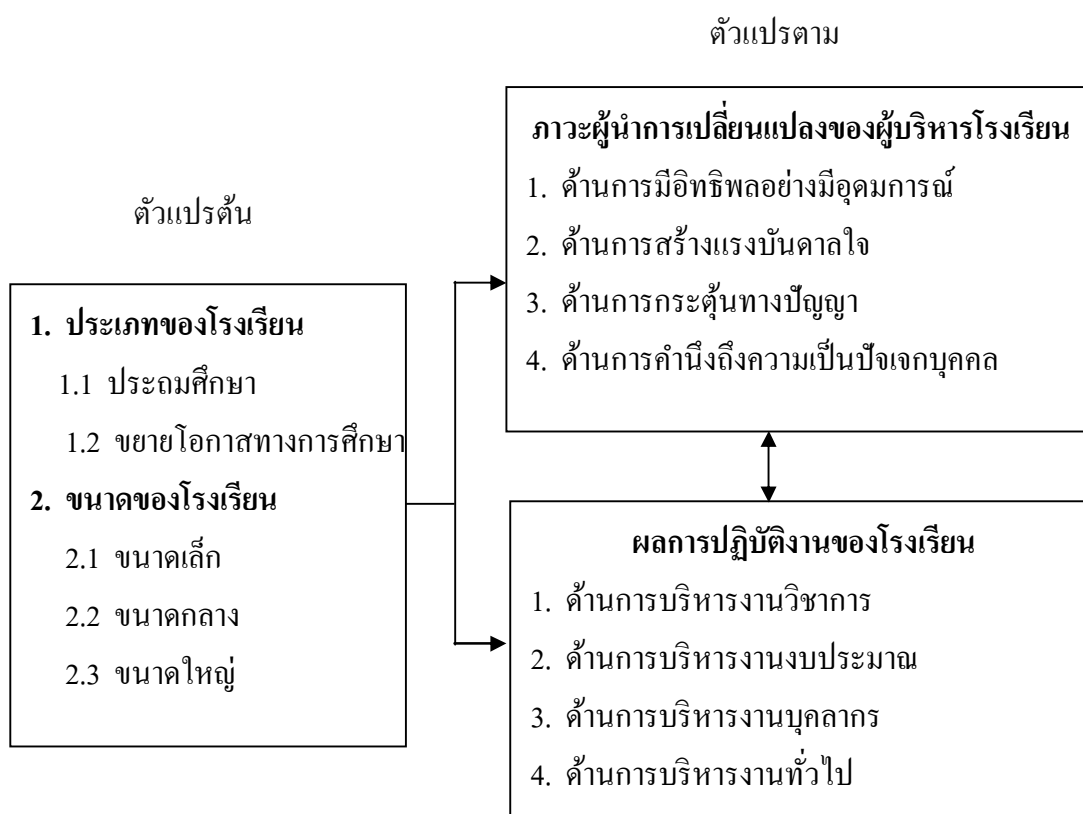 ตัวแปรตาม
ภาวะผู้นำการเปลี่ยนแปลงของผู้บริหารโรงเรียน
1. ด้านการมีอิทธิพลอย่างมีอุดมการณ์
2. ด้านการสร้างแรงบันดาลใจ
3. ด้านการกระตุ้นทางปัญญา
4. ด้านการคำนึงถึงความเป็นปัจเจกบุคคล
ตัวแปรต้น
1. ประเภทของโรงเรียน
1.1 ประถมศึกษา
1.2 ขยายโอกาสทางการศึกษา
2. ขนาดของโรงเรียน
2.1 ขนาดเล็ก
2.2 ขนาดกลาง
2.3 ขนาดใหญ่
ผลการปฏิบัติงานของโรงเรียน
1. ด้านการบริหารงานวิชาการ
2. ด้านการบริหารงานงบประมาณ
3. ด้านการบริหารงานบุคลากร
4. ด้านการบริหารงานทั่วไป